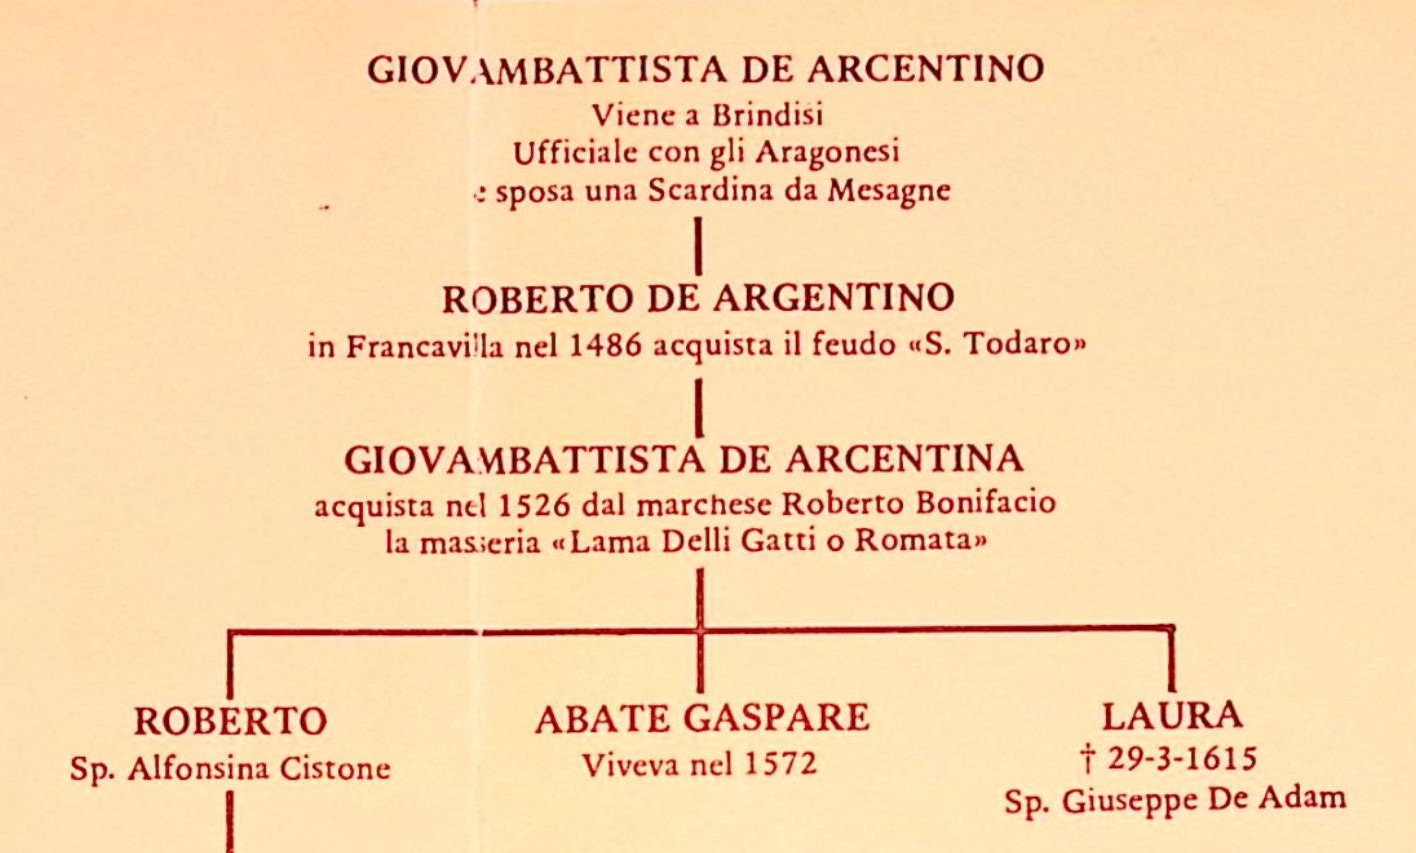 GIOVAMBATTISTA DE ARCENTINO
Viene a Brindisi
Ufficiale con gli Aragonesi
e sposa una Scardina da Mesagne
ROBERTO DE ARGENTINO
in Francavilla nel 1486 acquista il feudo «S. Todaro»
GIOVAMBATTISTA DE ARCENTINA
acquista nel 1526 dal marchese Roberto Bonifacio
la masseria «Lama Delli Gatti o Romata»
ROBERTO
Sp. Alfonsina Cistone
ABATE GASPARE
Viveva nel 1572
LAURA
† 29-3-1615
Sp. Giuseppe De Adam